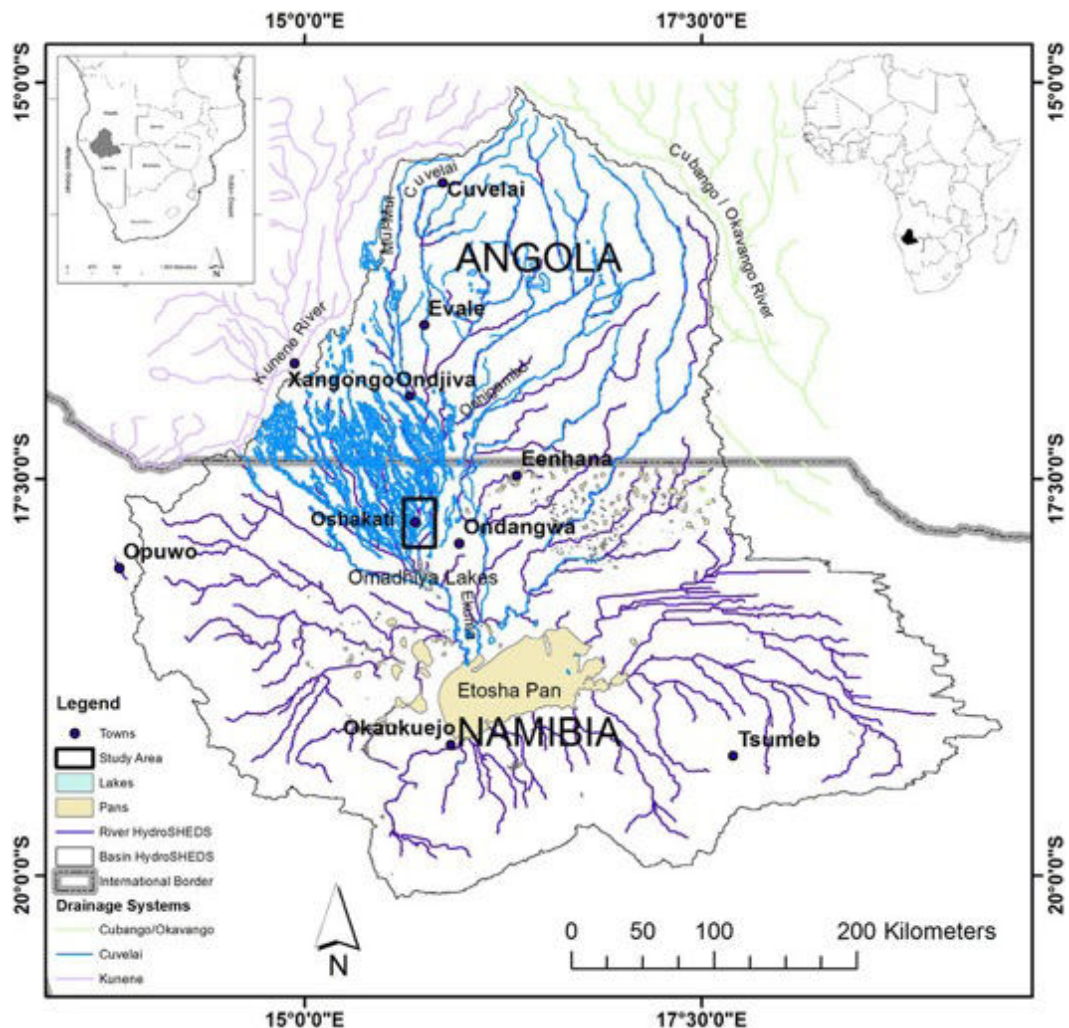 15°0'0"E
17°30'0"E
15°0'0"S
15°0'0"S
Cuvelai
Cuvelai
Mui-Mui
Cubango / Okavango River
ANGOLA
Evale
Kunene River
Xangongo
Ondjiva
Oshigambo
Eenhana
17°30'0"S
17°30'0"S
Oshakati
Ondangwa
Opuwo
Omadhiya Lakes
Ekuma
Etosha Pan
Okaukuejo
NAMIBIA
Tsumeb
Legend
Towns
Study Area
Lakes
Pans
River HydroSHEDS
Basin HydroSHEDS
International Border
Drainage Systems
Cubango/Okavango
Cuvelai
Kunene
20°0'0"S
20°0'0"S
N
N
0 50 100 200 Kilometers
15°0'0"E
17°30'0"E